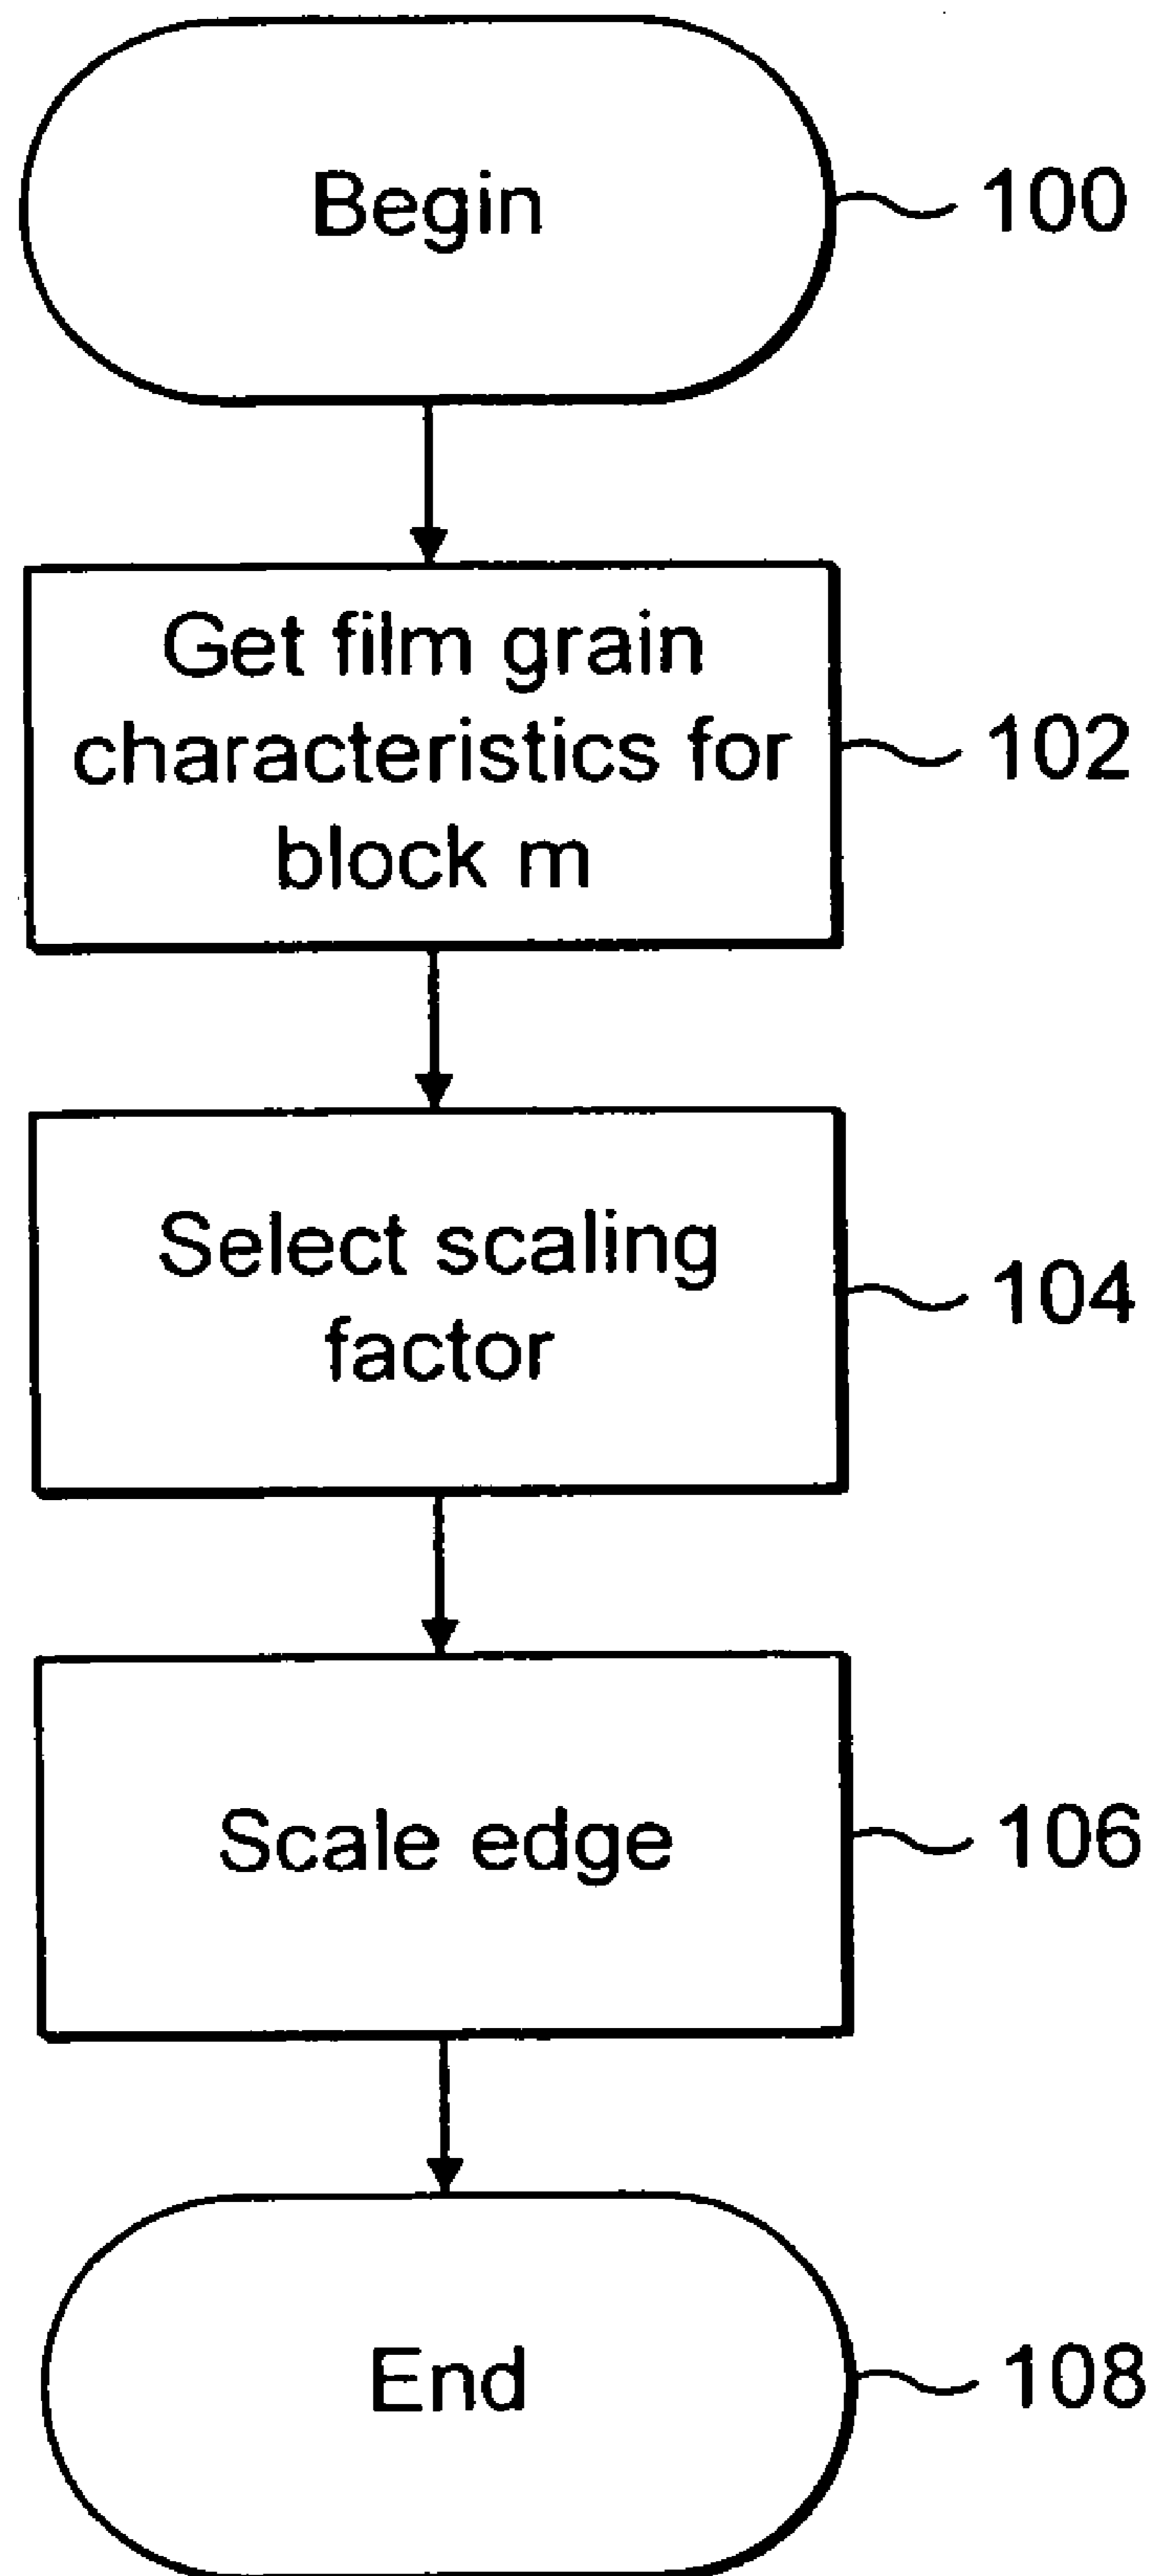 Begin
100
Get film grain
characteristics for
block m
102
Select scaling
factor
104
Scale edge
106
End
108